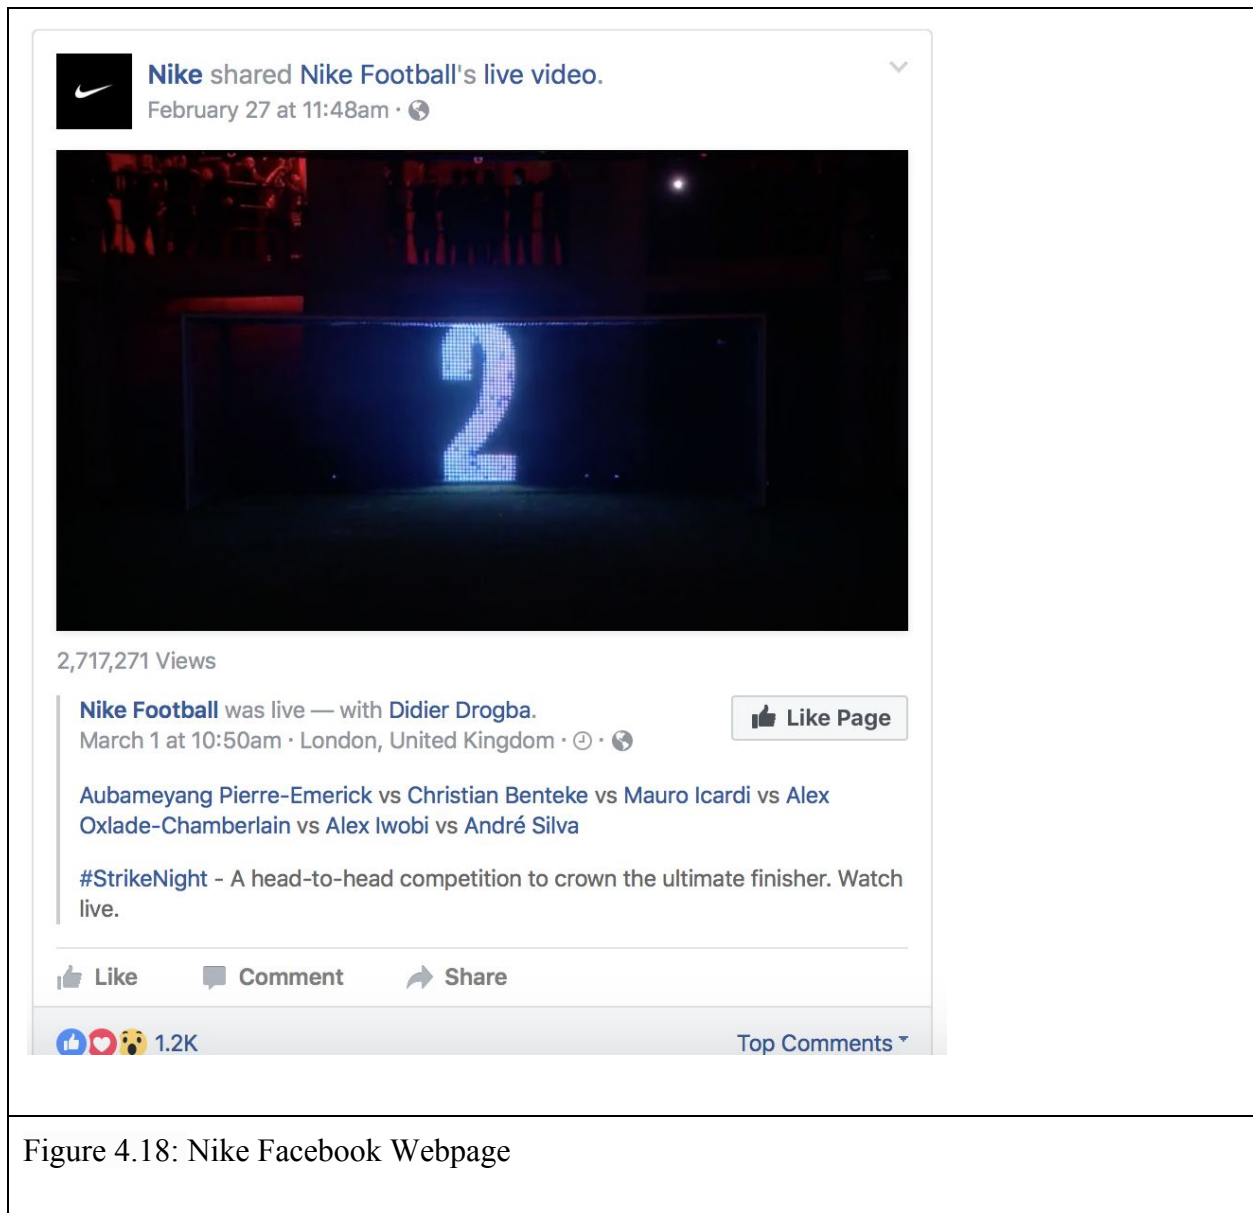 Nike shared Nike Football's live video.
February 27 at 11:48am ·
2
2,717,271 Views
Nike Football was live — with Didier Drogba.
Like Page
March 1 at 10:50am · London, United Kingdom · ·
Aubameyang Pierre-Emerick vs Christian Benteke vs Mauro Icardi vs Alex
Oxlade-Chamberlain vs Alex Iwobi vs André Silva
#StrikeNight - A head-to-head competition to crown the ultimate finisher. Watch
live.
Like Comment Share
1.2K Top Comments
Figure 4.18: Nike Facebook Webpage